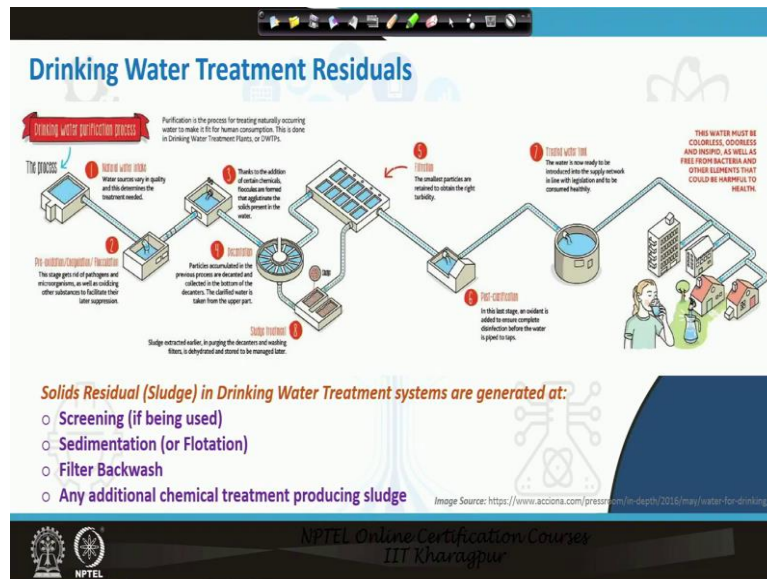 Drinking Water Treatment Residuals
Drinking water purification process
Purification is the process for treating naturally occurring
water to make it fit for human consumption. This is done
in Drinking Water Treatment Plants, or DWTPs.
The process
1 Natural water intake
Water sources vary in quality
and this determines the
treatment needed.
2
Pre-oxidation/Coagulation/Flocculation
This stage gets rid of pathogens and
microorganisms, as well as oxidizing
other substances to facilitate their
later suppression.
3
Thanks to the addition
of certain chemicals,
floccules are formed
that agglutinate the
solids present in the
water.
4 Decantation
Particles accumulated in the
previous process are decanted and
collected in the bottom of the
decanters. The clarified water is
taken from the upper part.
Sludge
Sludge treatment 8
Sludge extracted earlier, in purging the decanters and washing
filters, is dehydrated and stored to be managed later.
5
Filtration
The smallest particles are
retained to obtain the right
turbidity.
6 Post-
In this last stage, an oxidant is
added to ensure complete
disinfection before the water
is piped to taps.
7 Treated water tank
The water is now ready to be
introduced into the supply network
in line with legislation and to be
consumed healthily.
THIS WATER MUST BE
COLORLESS, ODORLESS
AND INSIPID, AS WELL AS
FREE FROM BACTERIA AND
OTHER ELEMENTS THAT
COULD BE HARMFUL TO
HEALTH.
Solids Residual (Sludge) in Drinking Water Treatment systems are generated at:
o Screening (if being used)
o Sedimentation (or Flotation)
o Filter Backwash
o Any additional chemical treatment producing sludge
Image Source: https://www.acciona.com/pressroom/in-depth/2016/may/water-for-drinking
NPTEL Online Certification Courses
IIT Kharagpur
NPTEL